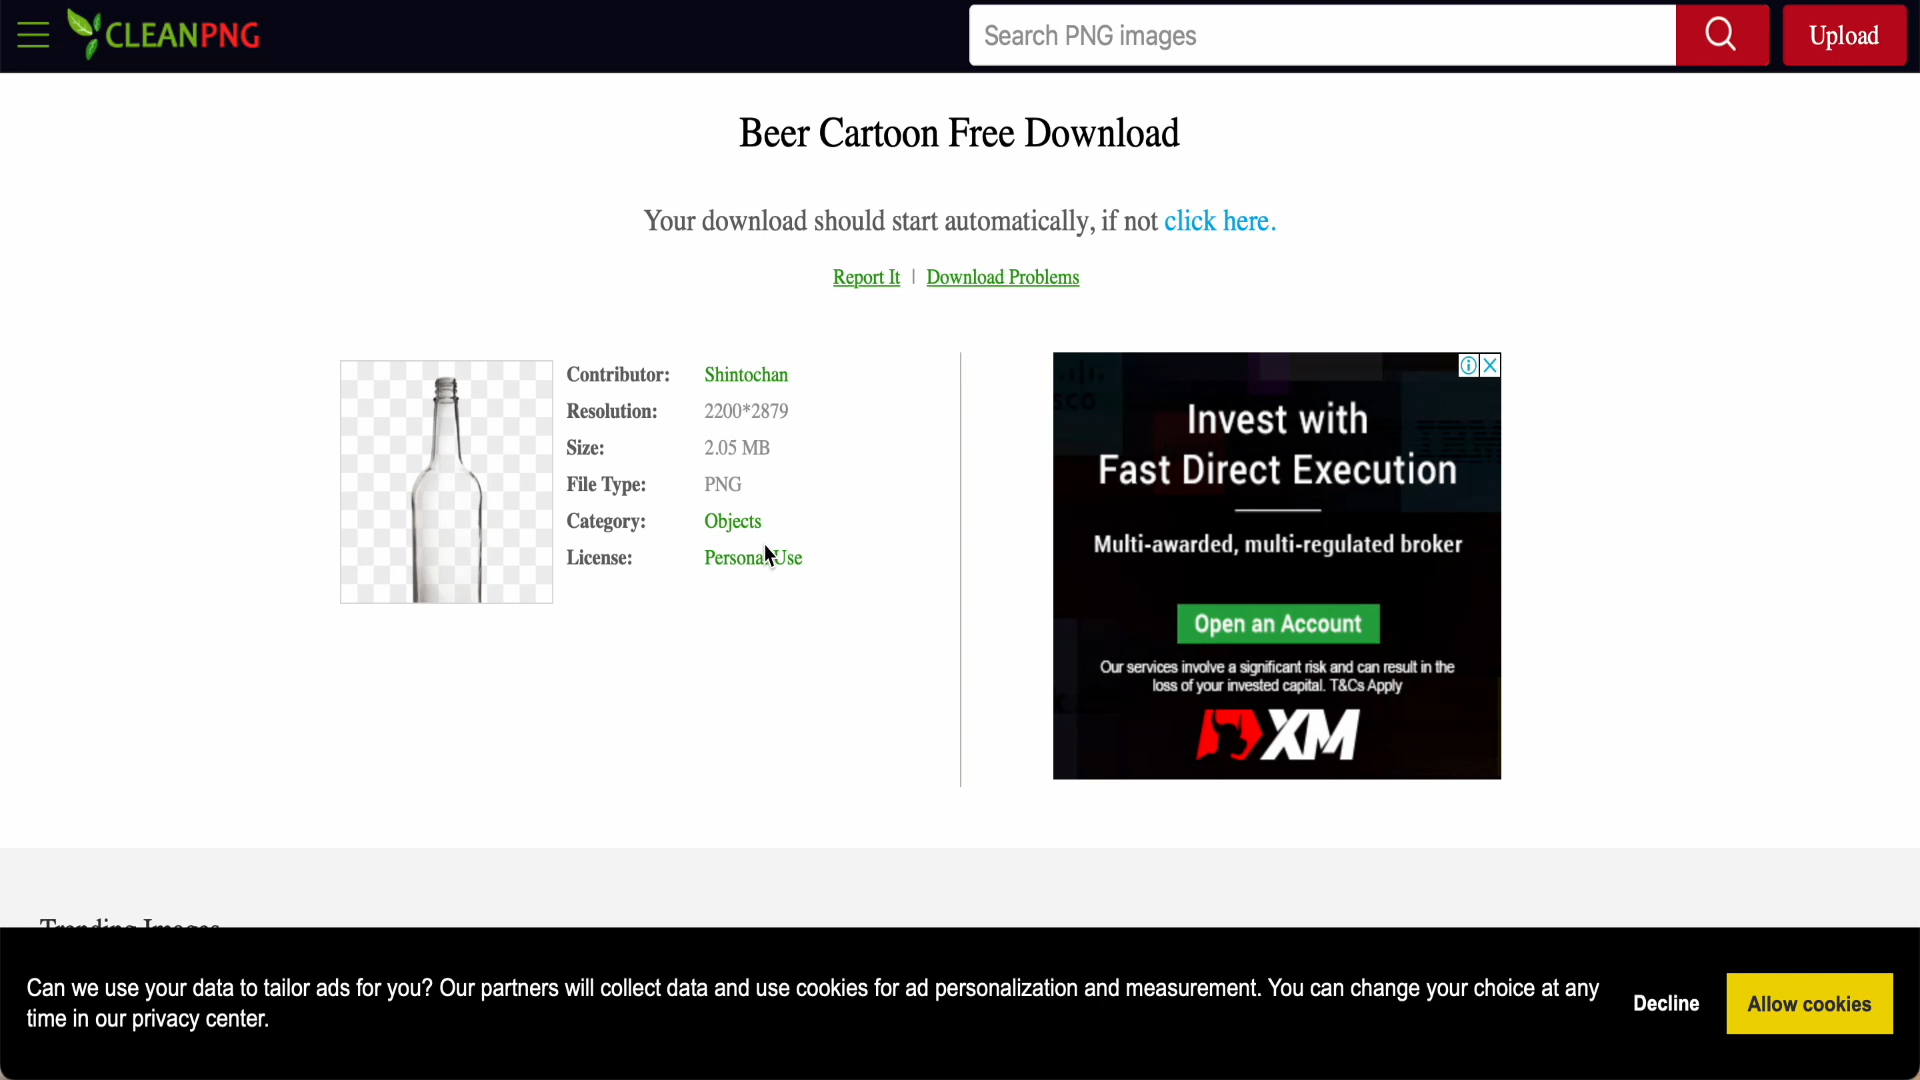 CLEANPNG
Search PNG images
Upload
Beer Cartoon Free Download
Your download should start automatically, if not click here.
Report It | Download Problems
Contributor: Shintochan
Resolution: 2200*2879
Size: 2.05 MB
File Type: PNG
Category: Objects
License: Personal Use
Invest with
Fast Direct Execution
Multi-awarded, multi-regulated broker
Open an Account
Our services involve a significant risk and can result in the
loss of your invested capital. T&Cs Apply
XM
Trending Images
Can we use your data to tailor ads for you? Our partners will collect data and use cookies for ad personalization and measurement. You can change your choice at any
time in our privacy center.
Decline
Allow cookies